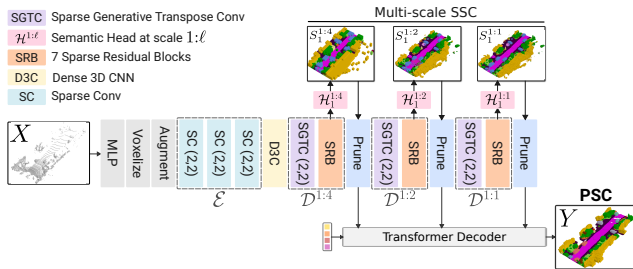 SGTC Sparse Generative Transpose Conv
ℋ^{1:ℓ} Semantic Head at scale 1:ℓ
SRB 7 Sparse Residual Blocks
D3C Dense 3D CNN
SC Sparse Conv
Multi-scale SSC
S_1^{1:4} S_1^{1:2} S_1^{1:1}
ℋ_1^{1:4} ℋ_1^{1:2} ℋ_1^{1:1}
X
MLP
Voxelize
Augment
SC (2,2)
SC (2,2)
SC (2,2)
D3C
SGTC (2,2)
SRB
Prune
SGTC (2,2)
SRB
Prune
SGTC (2,2)
SRB
Prune
ℰ 𝒟^{1:4} 𝒟^{1:2} 𝒟^{1:1}
PSC
Y
Transformer Decoder